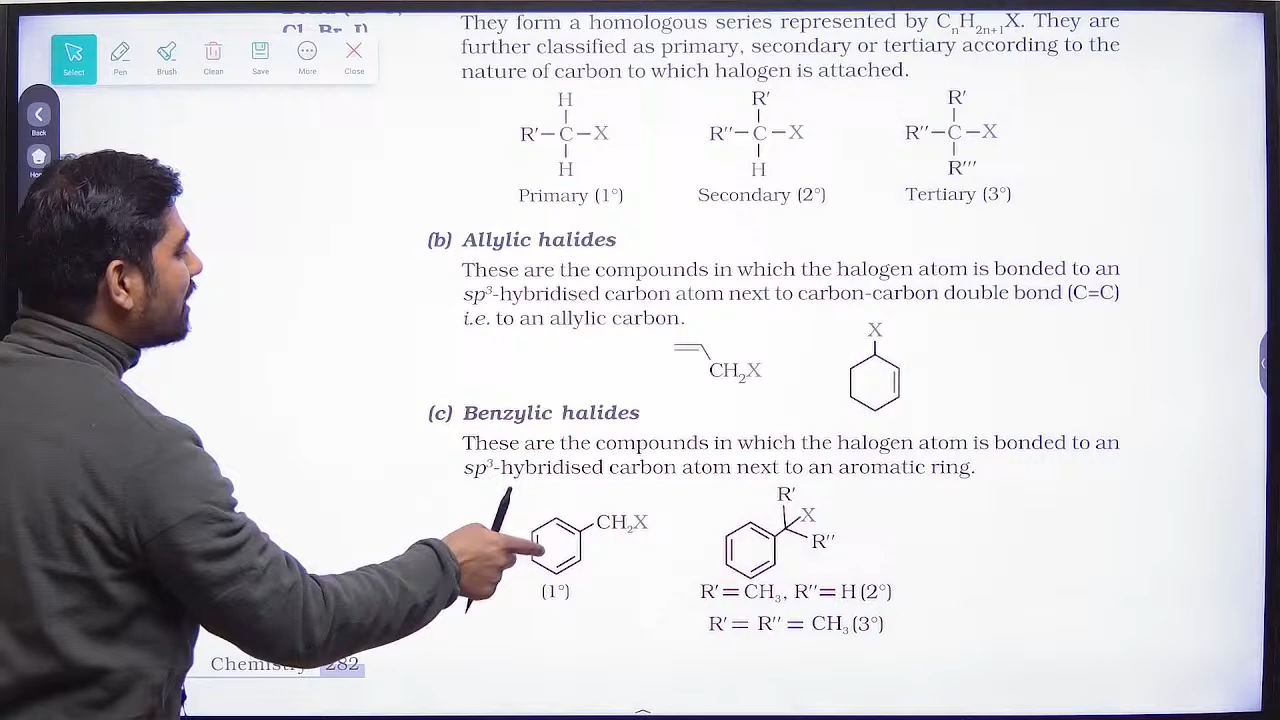 Cl, Br, I)
They form a homologous series represented by CₙH₂ₙ₊₁X. They are
further classified as primary, secondary or tertiary according to the
nature of carbon to which halogen is attached.
Select Pen Brush Clean Save More Close
Back
H
R′–C–X
H
Primary (1°)
R′
R′′–C–X
H
Secondary (2°)
R′
R′′–C–X
R′′′
Tertiary (3°)
(b) Allylic halides
These are the compounds in which the halogen atom is bonded to an
sp³-hybridised carbon atom next to carbon-carbon double bond (C=C)
i.e. to an allylic carbon.
CH₂X
X
(c) Benzylic halides
These are the compounds in which the halogen atom is bonded to an
sp³-hybridised carbon atom next to an aromatic ring.
CH₂X
(1°)
R′
X
R′′
R′= CH₃, R′′= H (2°)
R′= R′′ = CH₃ (3°)
Chemistry 282